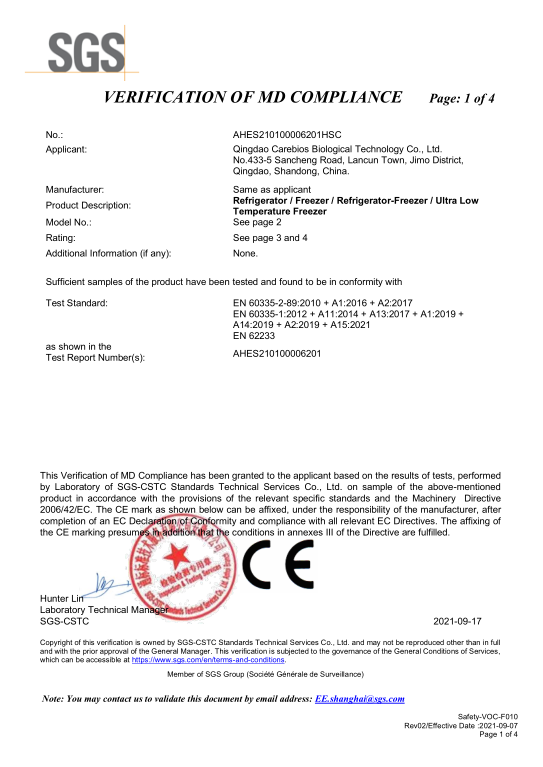 SGS
VERIFICATION OF MD COMPLIANCE Page: 1 of 4
No.: AHES210100006201HSC
Applicant: Qingdao Carebios Biological Technology Co., Ltd.
No.433-5 Sancheng Road, Lancun Town, Jimo District,
Qingdao, Shandong, China.
Manufacturer: Same as applicant
Product Description: Refrigerator / Freezer / Refrigerator-Freezer / Ultra Low
Temperature Freezer
Model No.: See page 2
Rating: See page 3 and 4
Additional Information (if any): None.
Sufficient samples of the product have been tested and found to be in conformity with
Test Standard: EN 60335-2-89:2010 + A1:2016 + A2:2017
EN 60335-1:2012 + A11:2014 + A13:2017 + A1:2019 +
A14:2019 + A2:2019 + A15:2021
EN 62233
as shown in the
Test Report Number(s): AHES210100006201
This Verification of MD Compliance has been granted to the applicant based on the results of tests, performed
by Laboratory of SGS-CSTC Standards Technical Services Co., Ltd. on sample of the above-mentioned
product in accordance with the provisions of the relevant specific standards and the Machinery Directive
2006/42/EC. The CE mark as shown below can be affixed, under the responsibility of the manufacturer, after
completion of an EC Declaration of Conformity and compliance with all relevant EC Directives. The affixing of
the CE marking presumes in addition that the conditions in annexes III of the Directive are fulfilled.
检验检测专用章
Inspection & Testing Services
CE
Hunter Lin
Laboratory Technical Manager
SGS-CSTC 2021-09-17
Copyright of this verification is owned by SGS-CSTC Standards Technical Services Co., Ltd. and may not be reproduced other than in full
and with the prior approval of the General Manager. This verification is subjected to the governance of the General Conditions of Services,
which can be accessible at https://www.sgs.com/en/terms-and-conditions.
Member of SGS Group (Société Générale de Surveillance)
Note: You may contact us to validate this document by email address: EE.shanghai@sgs.com
Safety-VOC-F010
Rev02/Effective Date :2021-09-07
Page 1 of 4